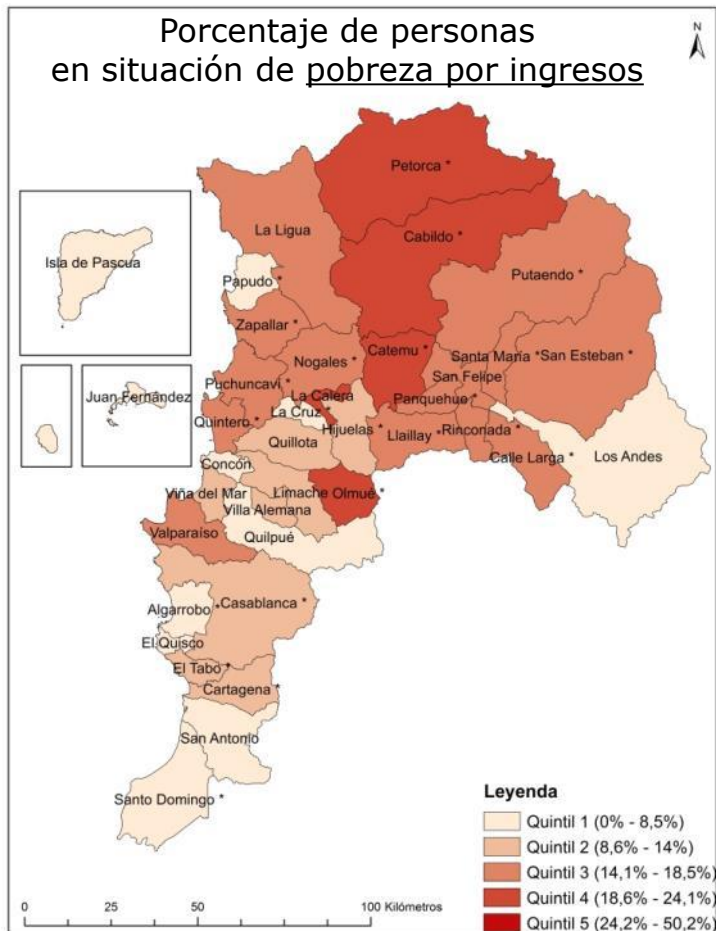 Porcentaje de personas
en situación de pobreza por ingresos
N
Petorca *
La Ligua
Cabildo *
Isla de Pascua
Putaendo *
Papudo *
Zapallar *
Nogales *
Catemu *
Santa María * San Esteban *
San Felipe
Puchuncaví *
La Calera
Juan Fernández
Panquehue *
La Cruz *
Quintero *
Hijuelas *
Llaillay *
Rinconada *
Quillota
Calle Larga *
Los Andes
Concón
Viña del Mar
Limache Olmué *
Villa Alemana
Valparaíso
Quilpué
Algarrobo *
Casablanca *
El Quisco
El Tabo *
Cartagena *
San Antonio
Santo Domingo *
Leyenda
Quintil 1 (0% - 8,5%)
Quintil 2 (8,6% - 14%)
Quintil 3 (14,1% - 18,5%)
Quintil 4 (18,6% - 24,1%)
Quintil 5 (24,2% - 50,2%)
0 25 50 100 Kilómetros